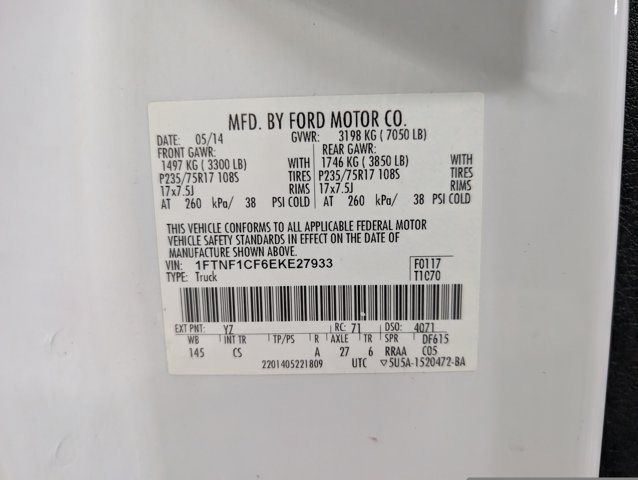 MFD. BY FORD MOTOR CO.
DATE: 05/14 GVWR: 3198 KG ( 7050 LB)
FRONT GAWR: REAR GAWR:
1497 KG ( 3300 LB) WITH 1746 KG ( 3850 LB) WITH
P235/75R17 108S TIRES P235/75R17 108S TIRES
17x7.5J RIMS 17x7.5J RIMS
AT 260 kPa/ 38 PSI COLD AT 260 kPa/ 38 PSI COLD
THIS VEHICLE CONFORMS TO ALL APPLICABLE FEDERAL MOTOR
VEHICLE SAFETY STANDARDS IN EFFECT ON THE DATE OF
MANUFACTURE SHOWN ABOVE.
VIN: 1FTNF1CF6EKE27933 F0117
TYPE: Truck T1C70
EXT PNT: YZ RC: 71 DSO: 4071
WB INT TR TP/PS R AXLE TR SPR DF615
145 CS A 27 6 RRAA C05
2201405221809 UTC ▽5U5A-1520472-BA